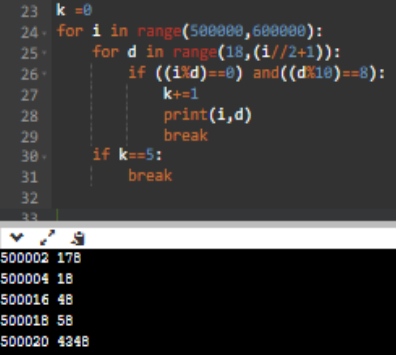 23 k =0
24 for i in range(500000,600000):
25 for d in range(18,(i//2+1)):
26 if ((i%d)==0) and((d%10)==8):
27 k+=1
28 print(i,d)
29 break
30 if k==5:
31 break
32
33
500002 178
500004 18
500016 48
500018 58
500020 4348